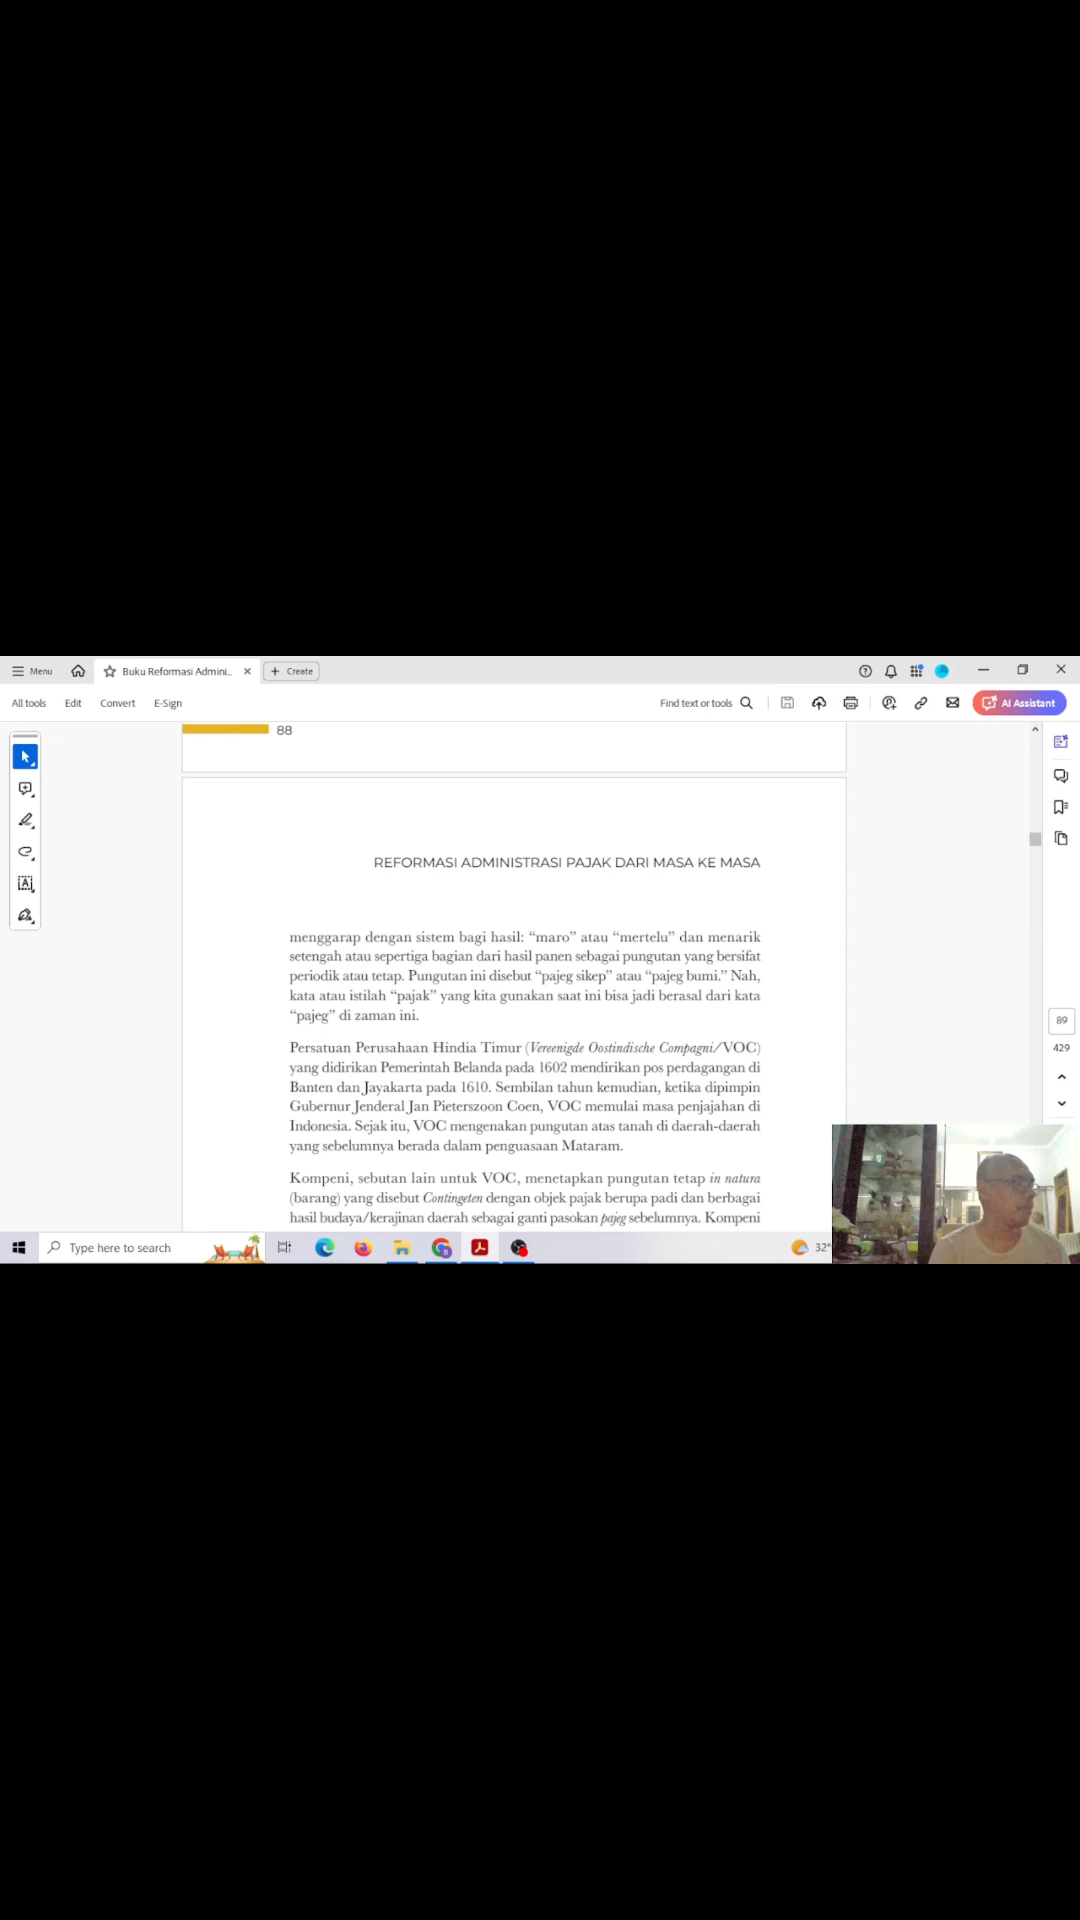 Menu
Buku Reformasi Admini..
Create
All tools
Edit
Convert
E-Sign
Find text or tools
AI Assistant
88
REFORMASI ADMINISTRASI PAJAK DARI MASA KE MASA
menggarap dengan sistem bagi hasil: “maro” atau “mertelu” dan menarik
setengah atau sepertiga bagian dari hasil panen sebagai pungutan yang bersifat
periodik atau tetap. Pungutan ini disebut “pajeg sikep” atau “pajeg bumi.” Nah,
kata atau istilah “pajak” yang kita gunakan saat ini bisa jadi berasal dari kata
“pajeg” di zaman ini.
Persatuan Perusahaan Hindia Timur (Vereenigde Oostindische Compagni/VOC)
yang didirikan Pemerintah Belanda pada 1602 mendirikan pos perdagangan di
Banten dan Jayakarta pada 1610. Sembilan tahun kemudian, ketika dipimpin
Gubernur Jenderal Jan Pieterszoon Coen, VOC memulai masa penjajahan di
Indonesia. Sejak itu, VOC mengenakan pungutan atas tanah di daerah-daerah
yang sebelumnya berada dalam penguasaan Mataram.
Kompeni, sebutan lain untuk VOC, menetapkan pungutan tetap in natura
(barang) yang disebut Contingeten dengan objek pajak berupa padi dan berbagai
hasil budaya/kerajinan daerah sebagai ganti pasokan pajeg sebelumnya. Kompeni
89
429
Type here to search
32°